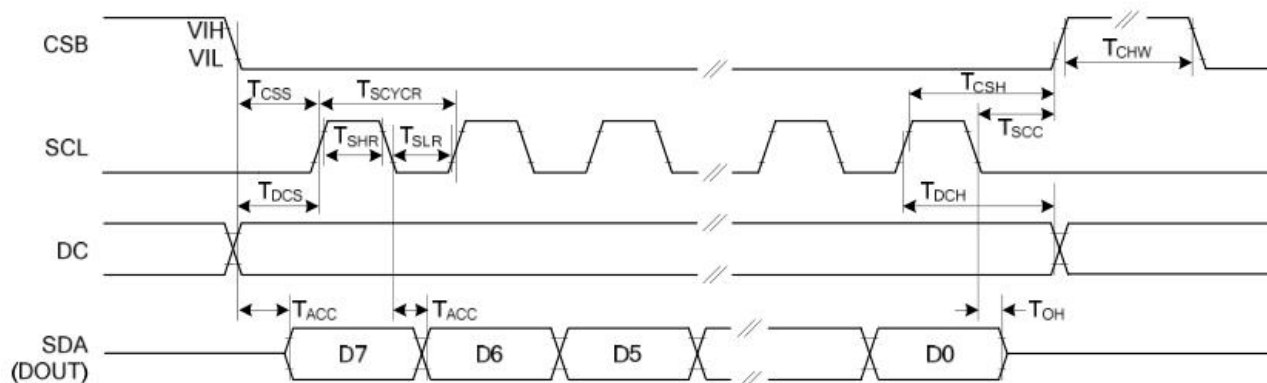 CSB
VIH
VIL
TCHW
TCSS
TSCYCR
TCSH
TSCC
SCL
TSHR
TSLR
TDCS
TDCH
DC
TACC
TACC
TOH
SDA
(DOUT)
D7
D6
D5
D0